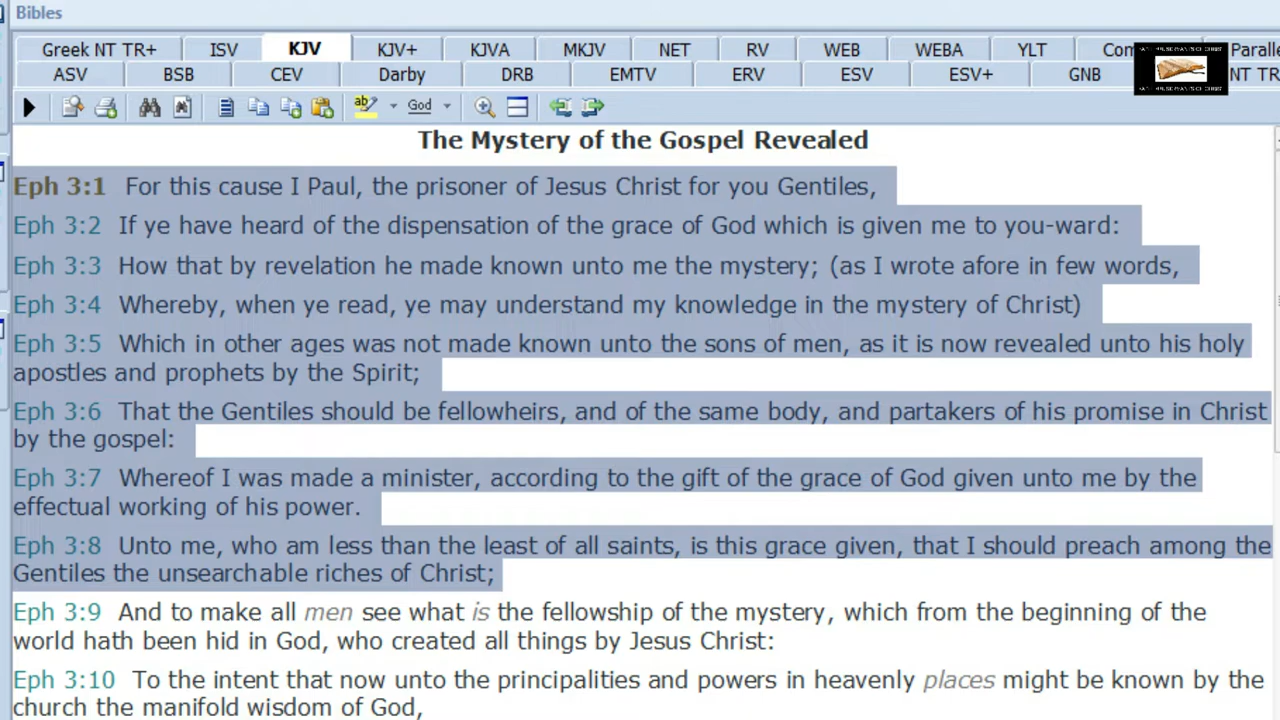 Bibles
Greek NT TR+ ISV KJV KJV+ KJVA MKJV NET RV WEB WEBA YLT Parallel
ASV BSB CEV Darby DRB EMTV ERV ESV ESV+ GNB NT TR
God
The Mystery of the Gospel Revealed
Eph 3:1 For this cause I Paul, the prisoner of Jesus Christ for you Gentiles,
Eph 3:2 If ye have heard of the dispensation of the grace of God which is given me to you-ward:
Eph 3:3 How that by revelation he made known unto me the mystery; (as I wrote afore in few words,
Eph 3:4 Whereby, when ye read, ye may understand my knowledge in the mystery of Christ)
Eph 3:5 Which in other ages was not made known unto the sons of men, as it is now revealed unto his holy
apostles and prophets by the Spirit;
Eph 3:6 That the Gentiles should be fellowheirs, and of the same body, and partakers of his promise in Christ
by the gospel:
Eph 3:7 Whereof I was made a minister, according to the gift of the grace of God given unto me by the
effectual working of his power.
Eph 3:8 Unto me, who am less than the least of all saints, is this grace given, that I should preach among the
Gentiles the unsearchable riches of Christ;
Eph 3:9 And to make all men see what is the fellowship of the mystery, which from the beginning of the
world hath been hid in God, who created all things by Jesus Christ:
Eph 3:10 To the intent that now unto the principalities and powers in heavenly places might be known by the
church the manifold wisdom of God,